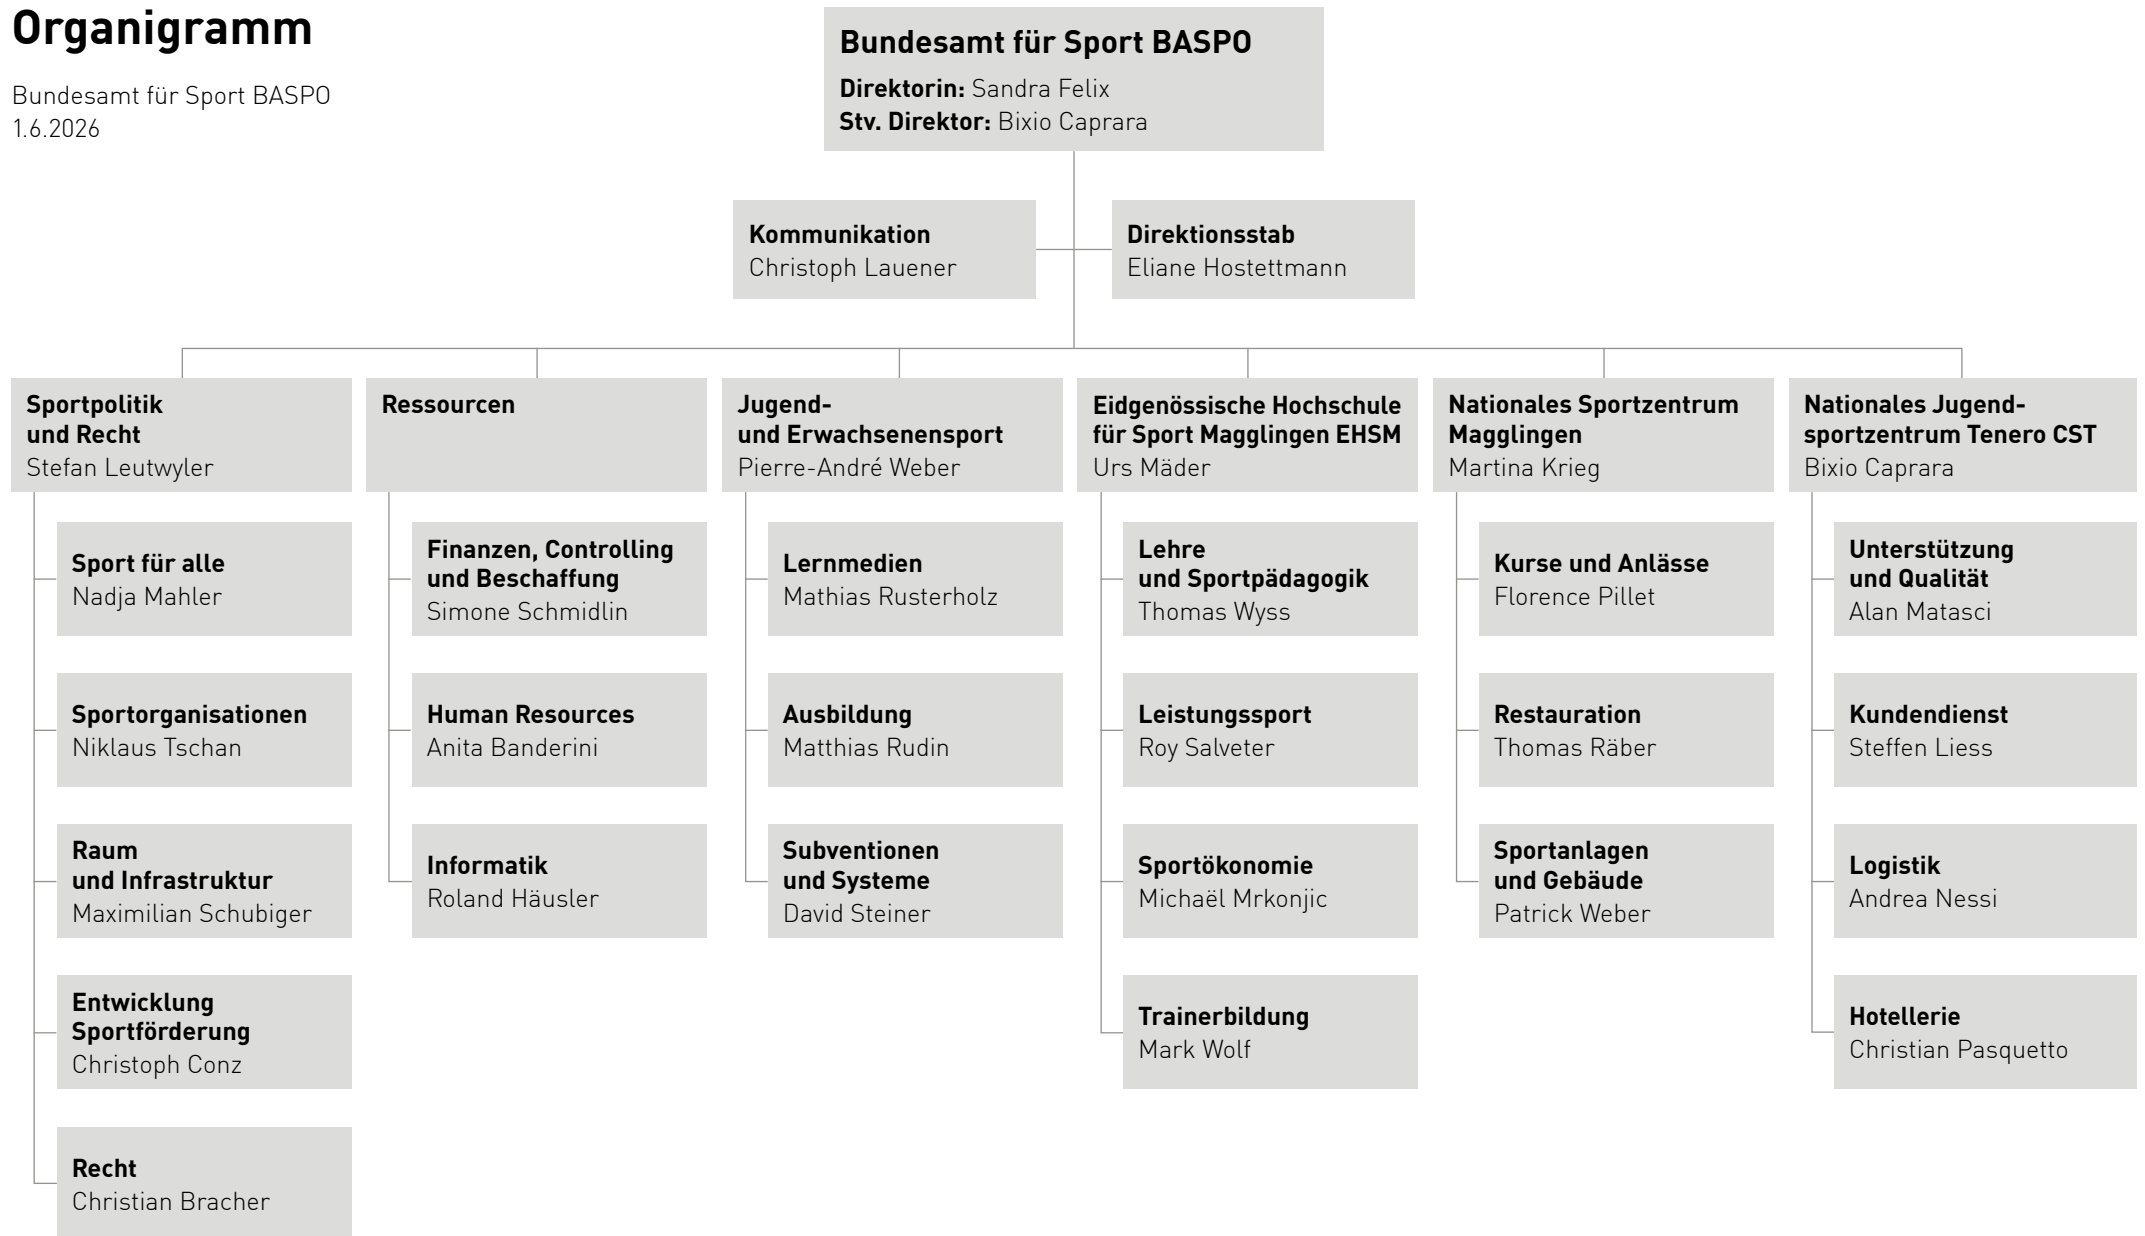 Organigramm
Bundesamt für Sport BASPO
1.6.2026
Bundesamt für Sport BASPO
Direktorin: Sandra Felix
Stv. Direktor: Bixio Caprara
Kommunikation
Christoph Lauener
Direktionsstab
Eliane Hostettmann
Sportpolitik
und Recht
Stefan Leutwyler
Sport für alle
Nadja Mahler
Sportorganisationen
Niklaus Tschan
Raum
und Infrastruktur
Maximilian Schubiger
Entwicklung
Sportförderung
Christoph Conz
Recht
Christian Bracher
Ressourcen
Finanzen, Controlling
und Beschaffung
Simone Schmidlin
Human Resources
Anita Banderini
Informatik
Roland Häusler
Jugend-
und Erwachsenensport
Pierre-André Weber
Lernmedien
Mathias Rusterholz
Ausbildung
Matthias Rudin
Subventionen
und Systeme
David Steiner
Eidgenössische Hochschule
für Sport Magglingen EHSM
Urs Mäder
Lehre
und Sportpädagogik
Thomas Wyss
Leistungssport
Roy Salveter
Sportökonomie
Michaël Mrkonjic
Trainerbildung
Mark Wolf
Nationales Sportzentrum
Magglingen
Martina Krieg
Kurse und Anlässe
Florence Pillet
Restauration
Thomas Räber
Sportanlagen
und Gebäude
Patrick Weber
Nationales Jugend-
sportzentrum Tenero CST
Bixio Caprara
Unterstützung
und Qualität
Alan Matasci
Kundendienst
Steffen Liess
Logistik
Andrea Nessi
Hotellerie
Christian Pasquetto